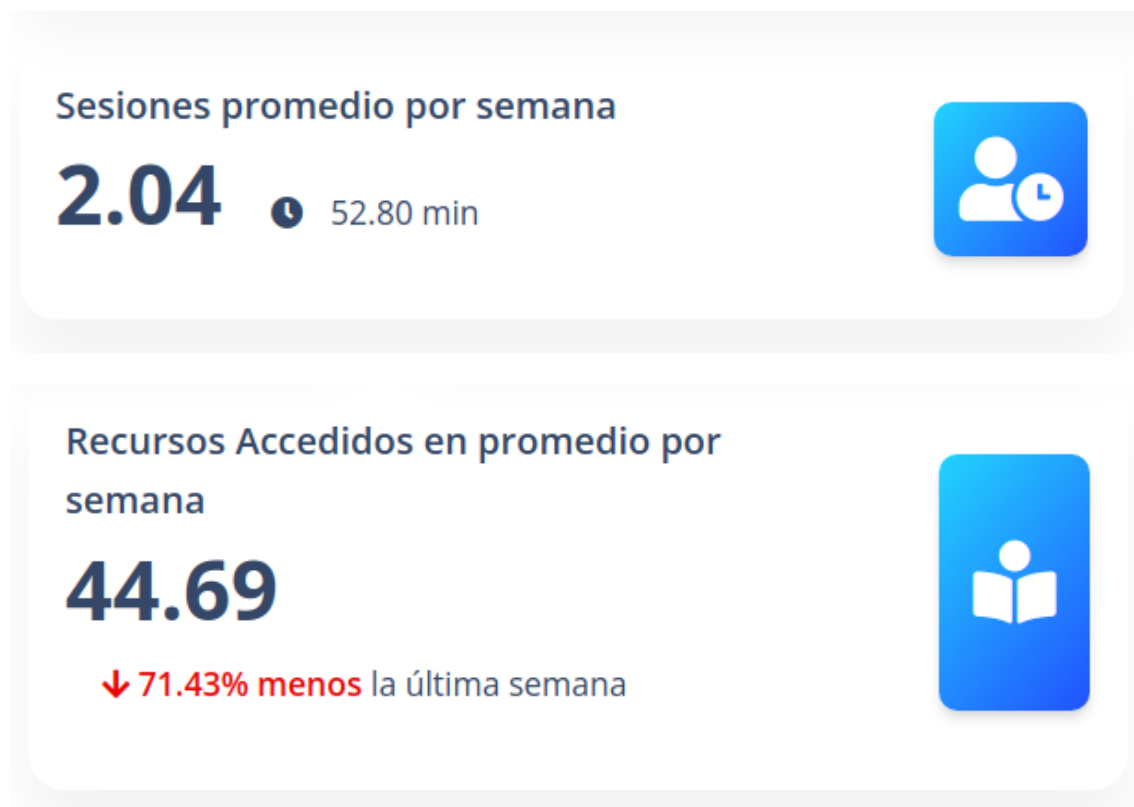 Sesiones promedio por semana
2.04 52.80 min
Recursos Accedidos en promedio por
semana
44.69
71.43% menos la última semana